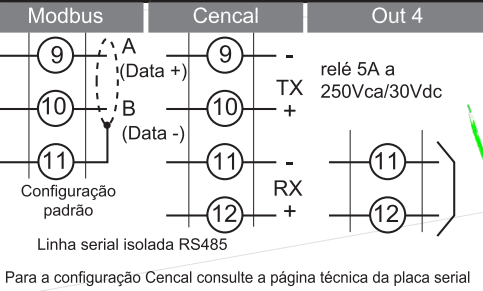 Modbus
9
A
(Data +)
10
B
(Data -)
11
Configuração
padrão
Cencal
9
-
TX
10
+
11
-
RX
12
+
Linha serial isolada RS485
Out 4
relé 5A a
250Vca/30Vdc
11
12
Para a configuração Cencal consulte a página técnica da placa serial